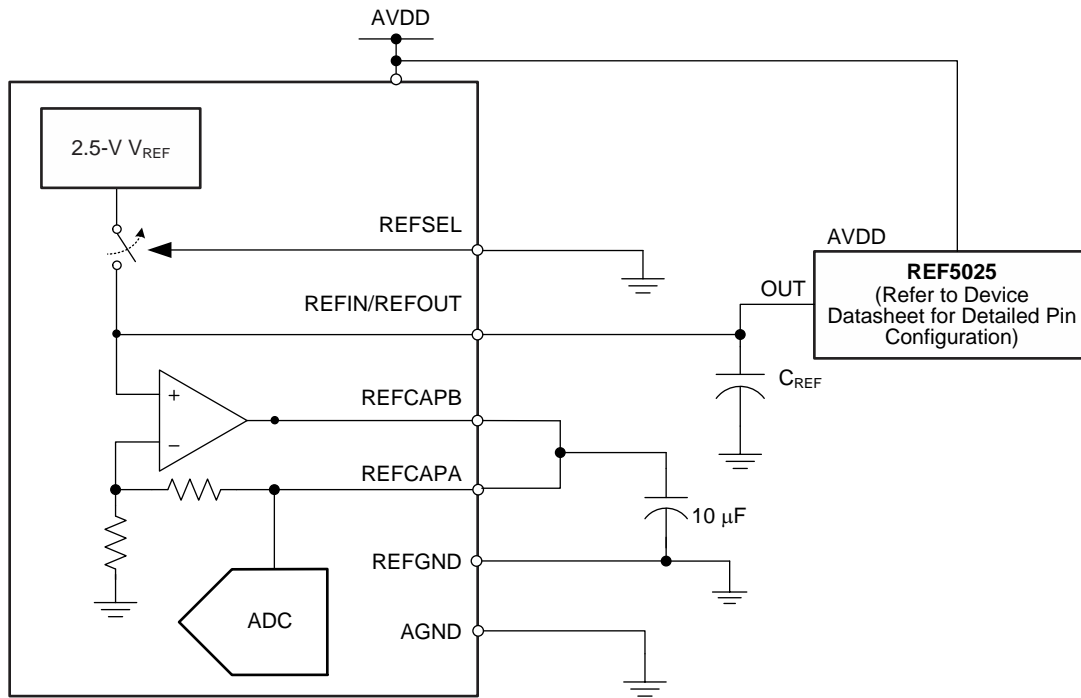 AVDD
2.5-V VREF
REFSEL
AVDD
REF5025
(Refer to Device
Datasheet for Detailed Pin
Configuration)
OUT
REFIN/REFOUT
CREF
+
−
REFCAPB
REFCAPA
10 μF
REFGND
ADC
AGND